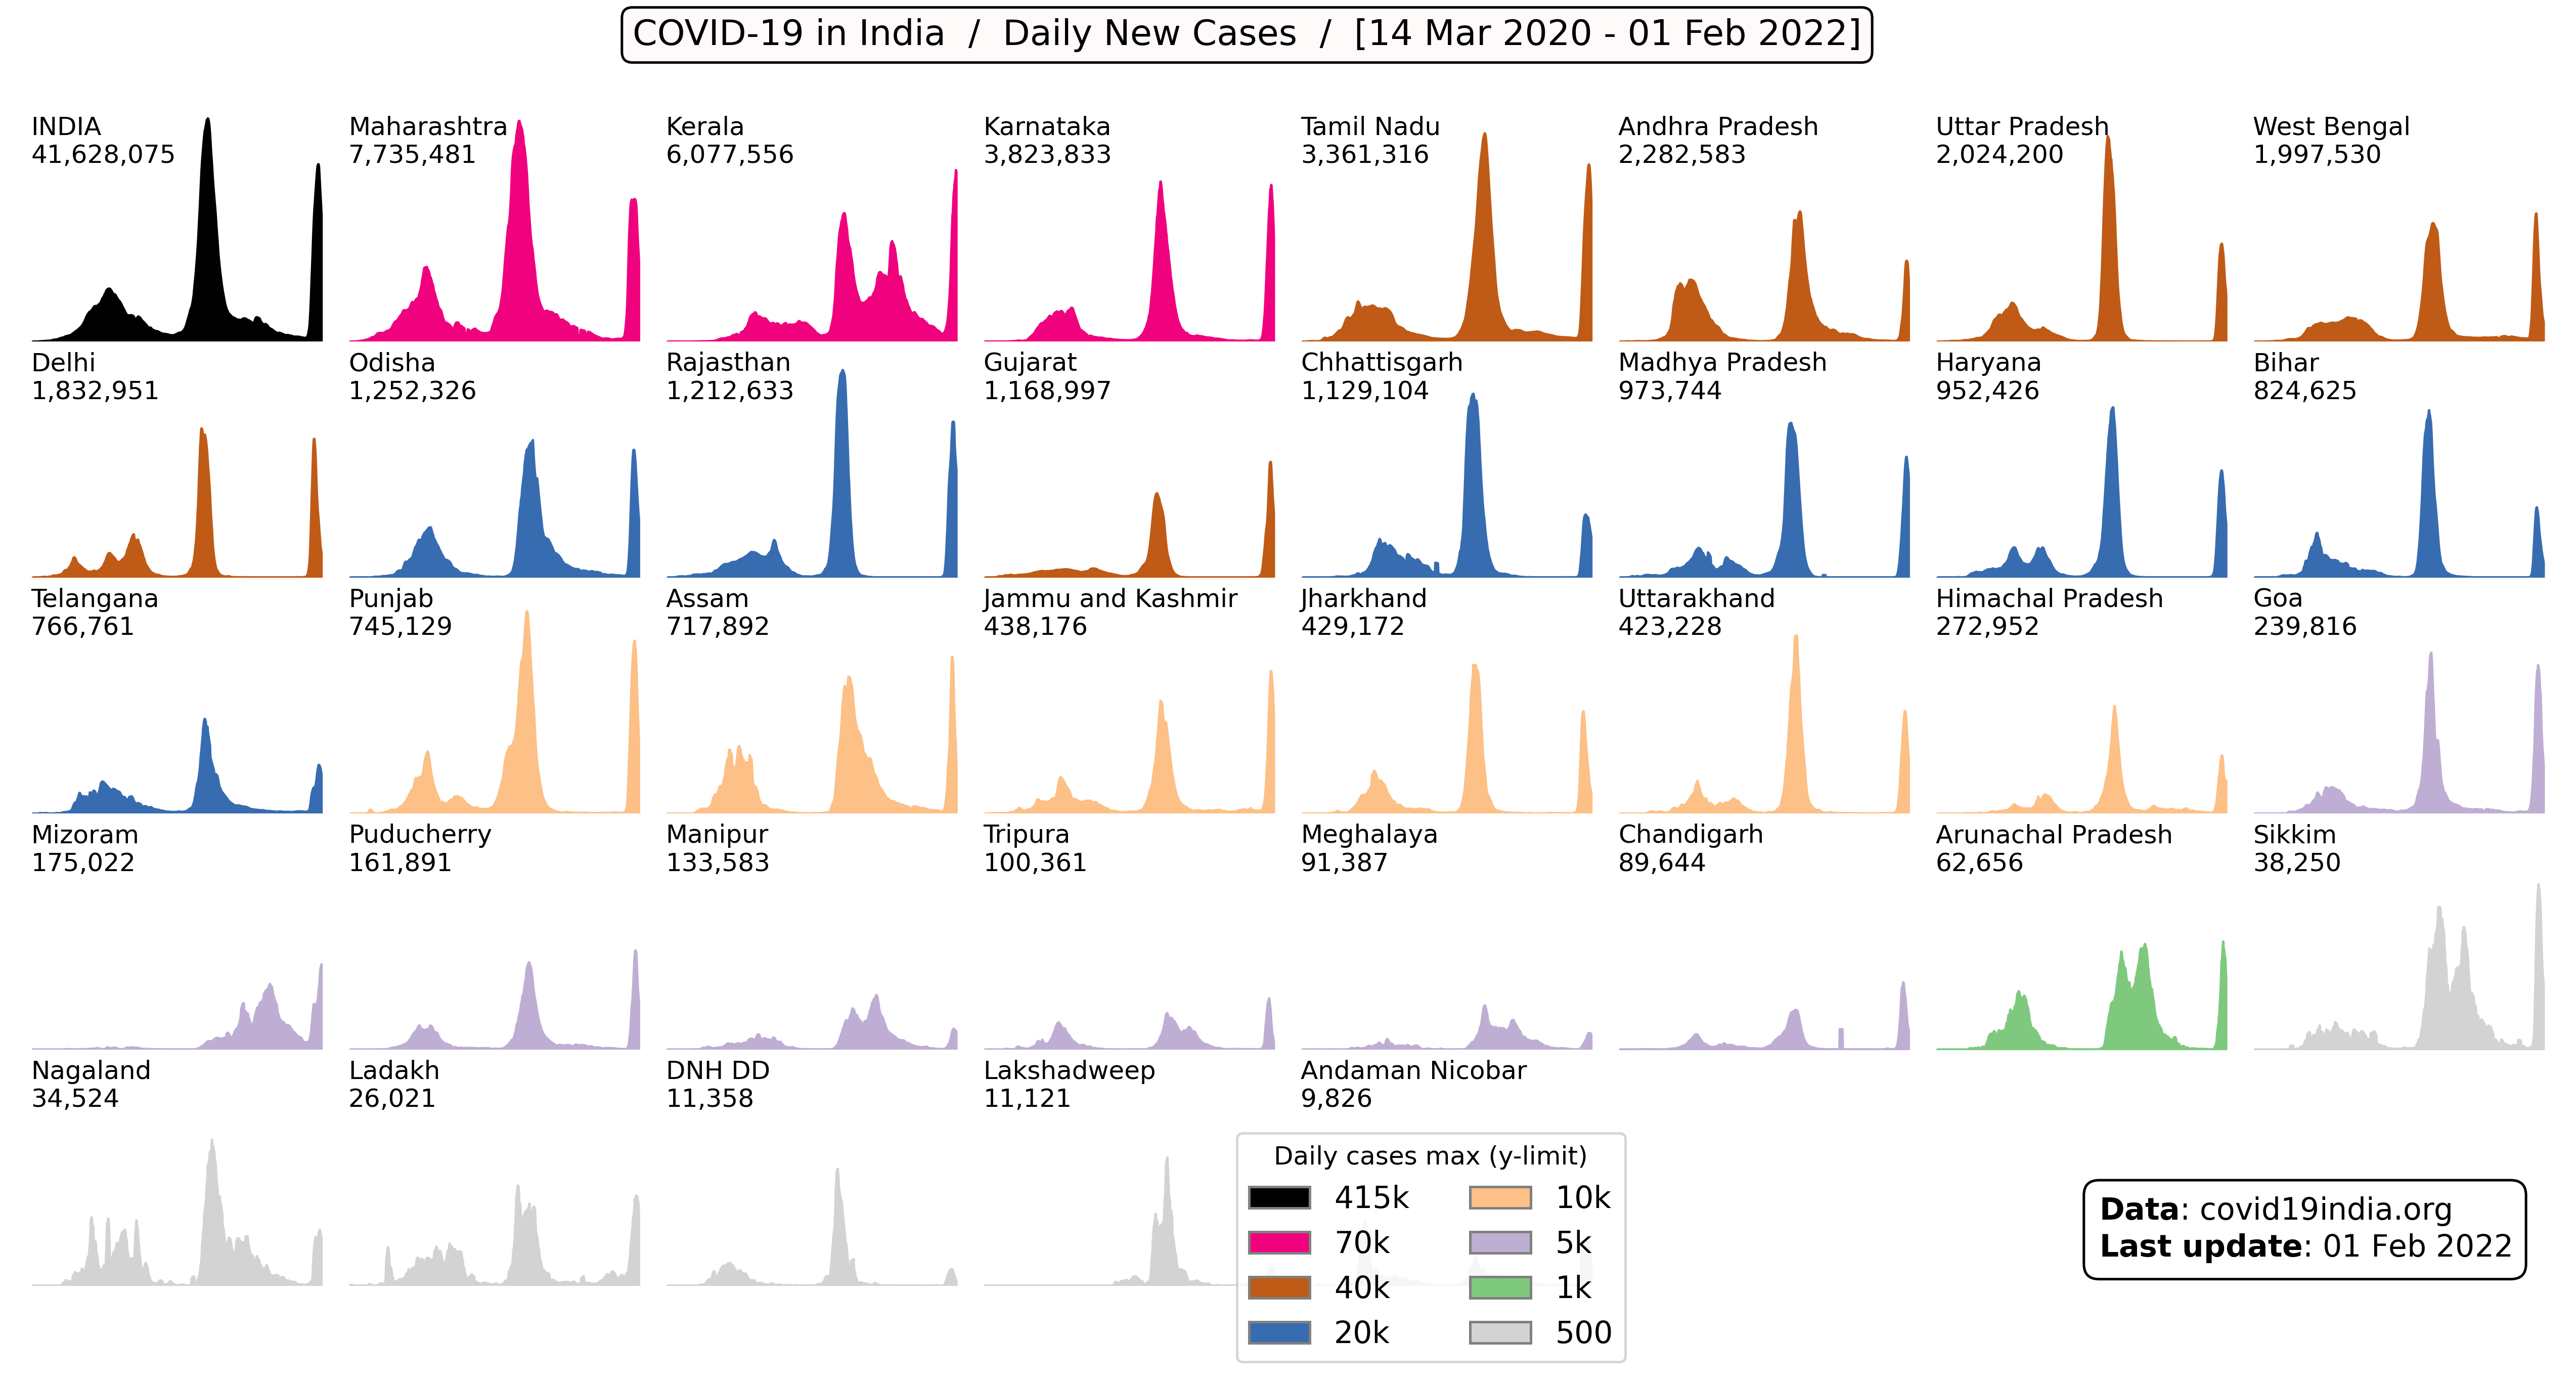 COVID-19 in India / Daily New Cases / [14 Mar 2020 - 01 Feb 2022]
INDIA
41,628,075
Maharashtra
7,735,481
Kerala
6,077,556
Karnataka
3,823,833
Tamil Nadu
3,361,316
Andhra Pradesh
2,282,583
Uttar Pradesh
2,024,200
West Bengal
1,997,530
Delhi
1,832,951
Odisha
1,252,326
Rajasthan
1,212,633
Gujarat
1,168,997
Chhattisgarh
1,129,104
Madhya Pradesh
973,744
Haryana
952,426
Bihar
824,625
Telangana
766,761
Punjab
745,129
Assam
717,892
Jammu and Kashmir
438,176
Jharkhand
429,172
Uttarakhand
423,228
Himachal Pradesh
272,952
Goa
239,816
Mizoram
175,022
Puducherry
161,891
Manipur
133,583
Tripura
100,361
Meghalaya
91,387
Chandigarh
89,644
Arunachal Pradesh
62,656
Sikkim
38,250
Nagaland
34,524
Ladakh
26,021
DNH DD
11,358
Lakshadweep
11,121
Andaman Nicobar
9,826
Daily cases max (y-limit)
415k
70k
40k
20k
10k
5k
1k
500
Data: covid19india.org
Last update: 01 Feb 2022